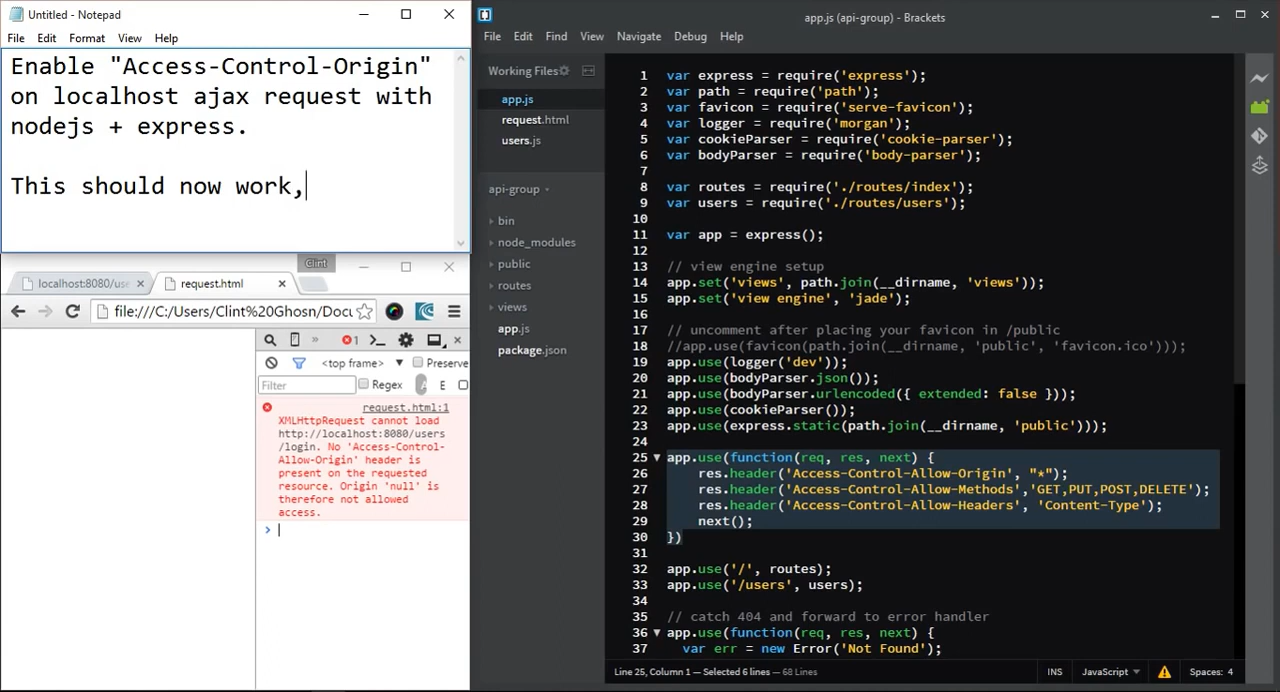 Untitled - Notepad
File Edit Format View Help
Enable "Access-Control-Origin"
on localhost ajax request with
nodejs + express.
This should now work,
Clint
localhost:8080/use
request.html
file:///C:/Users/Clint%20Ghosn/Docu
1
<top frame>
Preserve
Filter
Regex
A
E
request.html:1
XMLHttpRequest cannot load
http://localhost:8080/users
/login. No 'Access-Control-
Allow-Origin' header is
present on the requested
resource. Origin 'null' is
therefore not allowed
access.
>
app.js (api-group) - Brackets
File Edit Find View Navigate Debug Help
Working Files
app.js
request.html
users.js
api-group
bin
node_modules
public
routes
views
app.js
package.json
1 var express = require('express');
2 var path = require('path');
3 var favicon = require('serve-favicon');
4 var logger = require('morgan');
5 var cookieParser = require('cookie-parser');
6 var bodyParser = require('body-parser');
7
8 var routes = require('./routes/index');
9 var users = require('./routes/users');
10
11 var app = express();
12
13 // view engine setup
14 app.set('views', path.join(__dirname, 'views'));
15 app.set('view engine', 'jade');
16
17 // uncomment after placing your favicon in /public
18 //app.use(favicon(path.join(__dirname, 'public', 'favicon.ico')));
19 app.use(logger('dev'));
20 app.use(bodyParser.json());
21 app.use(bodyParser.urlencoded({ extended: false }));
22 app.use(cookieParser());
23 app.use(express.static(path.join(__dirname, 'public')));
24
25 app.use(function(req, res, next) {
26 res.header('Access-Control-Allow-Origin', "*");
27 res.header('Access-Control-Allow-Methods','GET,PUT,POST,DELETE');
28 res.header('Access-Control-Allow-Headers', 'Content-Type');
29 next();
30 })
31
32 app.use('/', routes);
33 app.use('/users', users);
34
35 // catch 404 and forward to error handler
36 app.use(function(req, res, next) {
37 var err = new Error('Not Found');
Line 25, Column 1 — Selected 6 lines — 68 Lines
INS JavaScript Spaces: 4